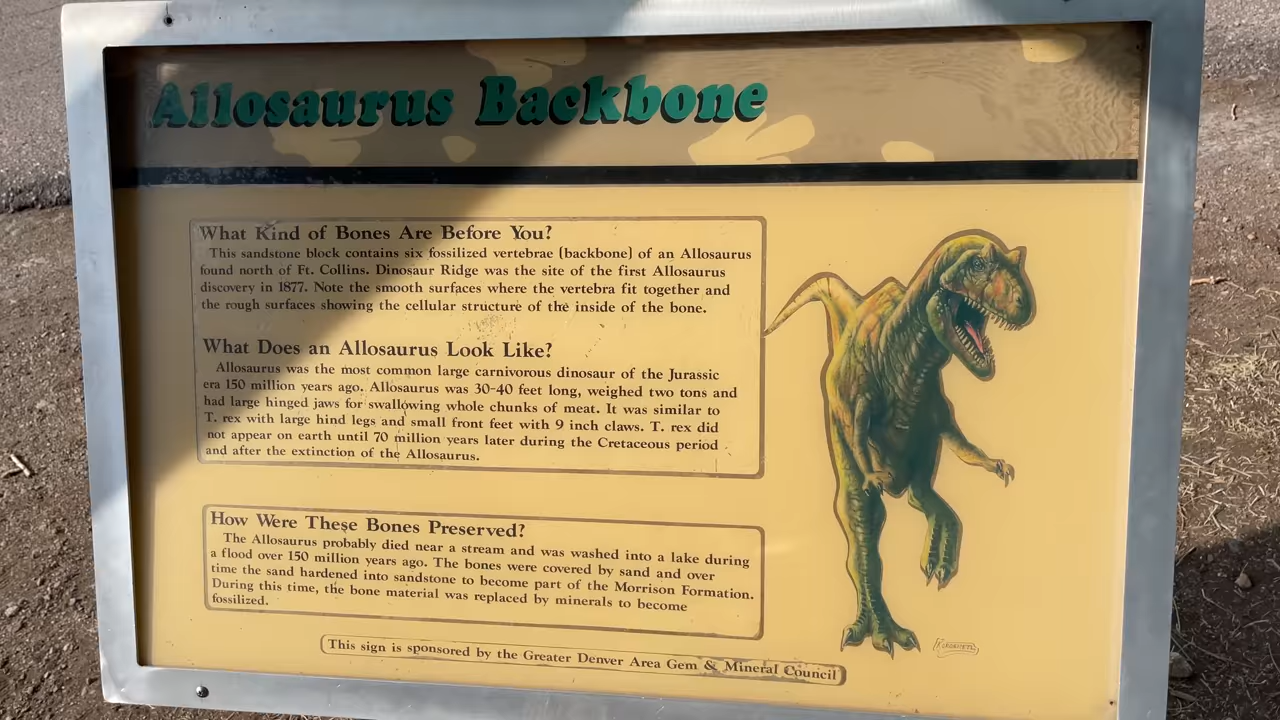 Allosaurus Backbone
What Kind of Bones Are Before You?
This sandstone block contains six fossilized vertebrae (backbone) of an Allosaurus
found north of Ft. Collins. Dinosaur Ridge was the site of the first Allosaurus
discovery in 1877. Note the smooth surfaces where the vertebra fit together and
the rough surfaces showing the cellular structure of the inside of the bone.
What Does an Allosaurus Look Like?
Allosaurus was the most common large carnivorous dinosaur of the Jurassic
era 150 million years ago. Allosaurus was 30-40 feet long, weighed two tons and
had large hinged jaws for swallowing whole chunks of meat. It was similar to
T. rex with large hind legs and small front feet with 9 inch claws. T. rex did
not appear on earth until 70 million years later during the Cretaceous period
and after the extinction of the Allosaurus.
How Were These Bones Preserved?
The Allosaurus probably died near a stream and was washed into a lake during
a flood over 150 million years ago. The bones were covered by sand and over
time the sand hardened into sandstone to become part of the Morrison Formation.
During this time, the bone material was replaced by minerals to become
fossilized.
This sign is sponsored by the Greater Denver Area Gem & Mineral Council